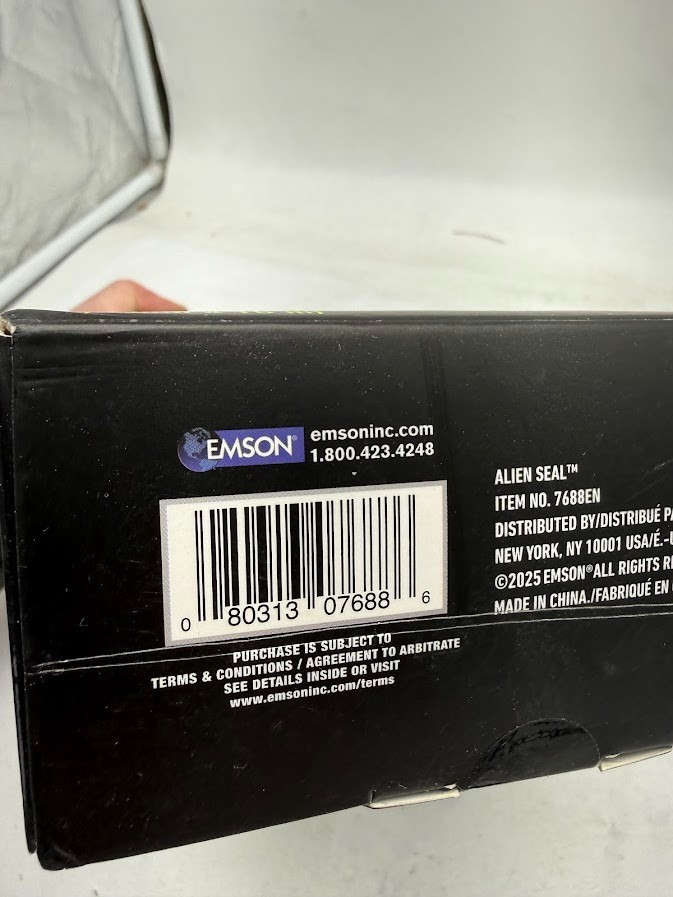 EMSON®
emsoninc.com
1.800.423.4248
0 80313 07688 6
PURCHASE IS SUBJECT TO
TERMS & CONDITIONS / AGREEMENT TO ARBITRATE
SEE DETAILS INSIDE OR VISIT
www.emsoninc.com/terms
ALIEN SEAL™
ITEM NO. 7688EN
DISTRIBUTED BY/DISTRIBUÉ
NEW YORK, NY 10001 USA/É.-
©2025 EMSON® ALL RIGHTS
MADE IN CHINA./FABRIQUÉ EN